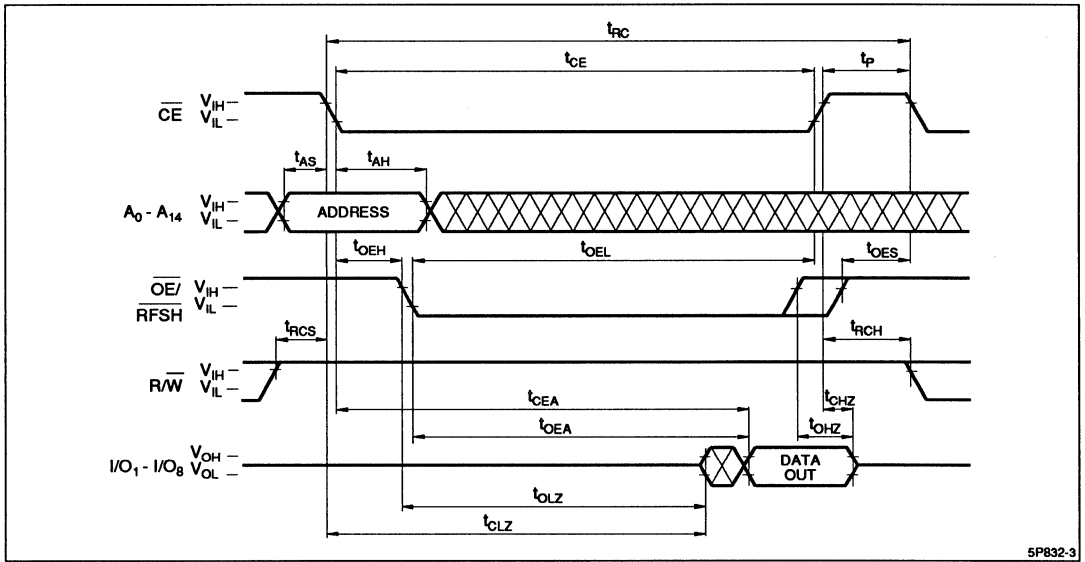 tRC
tCE
tP
CE VIH
VIL
tAS
tAH
A0 - A14 VIH
VIL
ADDRESS
tOEH
tOEL
tOES
OE/ VIH
RFSH VIL
tRCS
tRCH
R/W VIH
VIL
tCEA
tCHZ
tOEA
tOHZ
I/O1 - I/O8 VOH
VOL
DATA
OUT
tOLZ
tCLZ
5P832-3